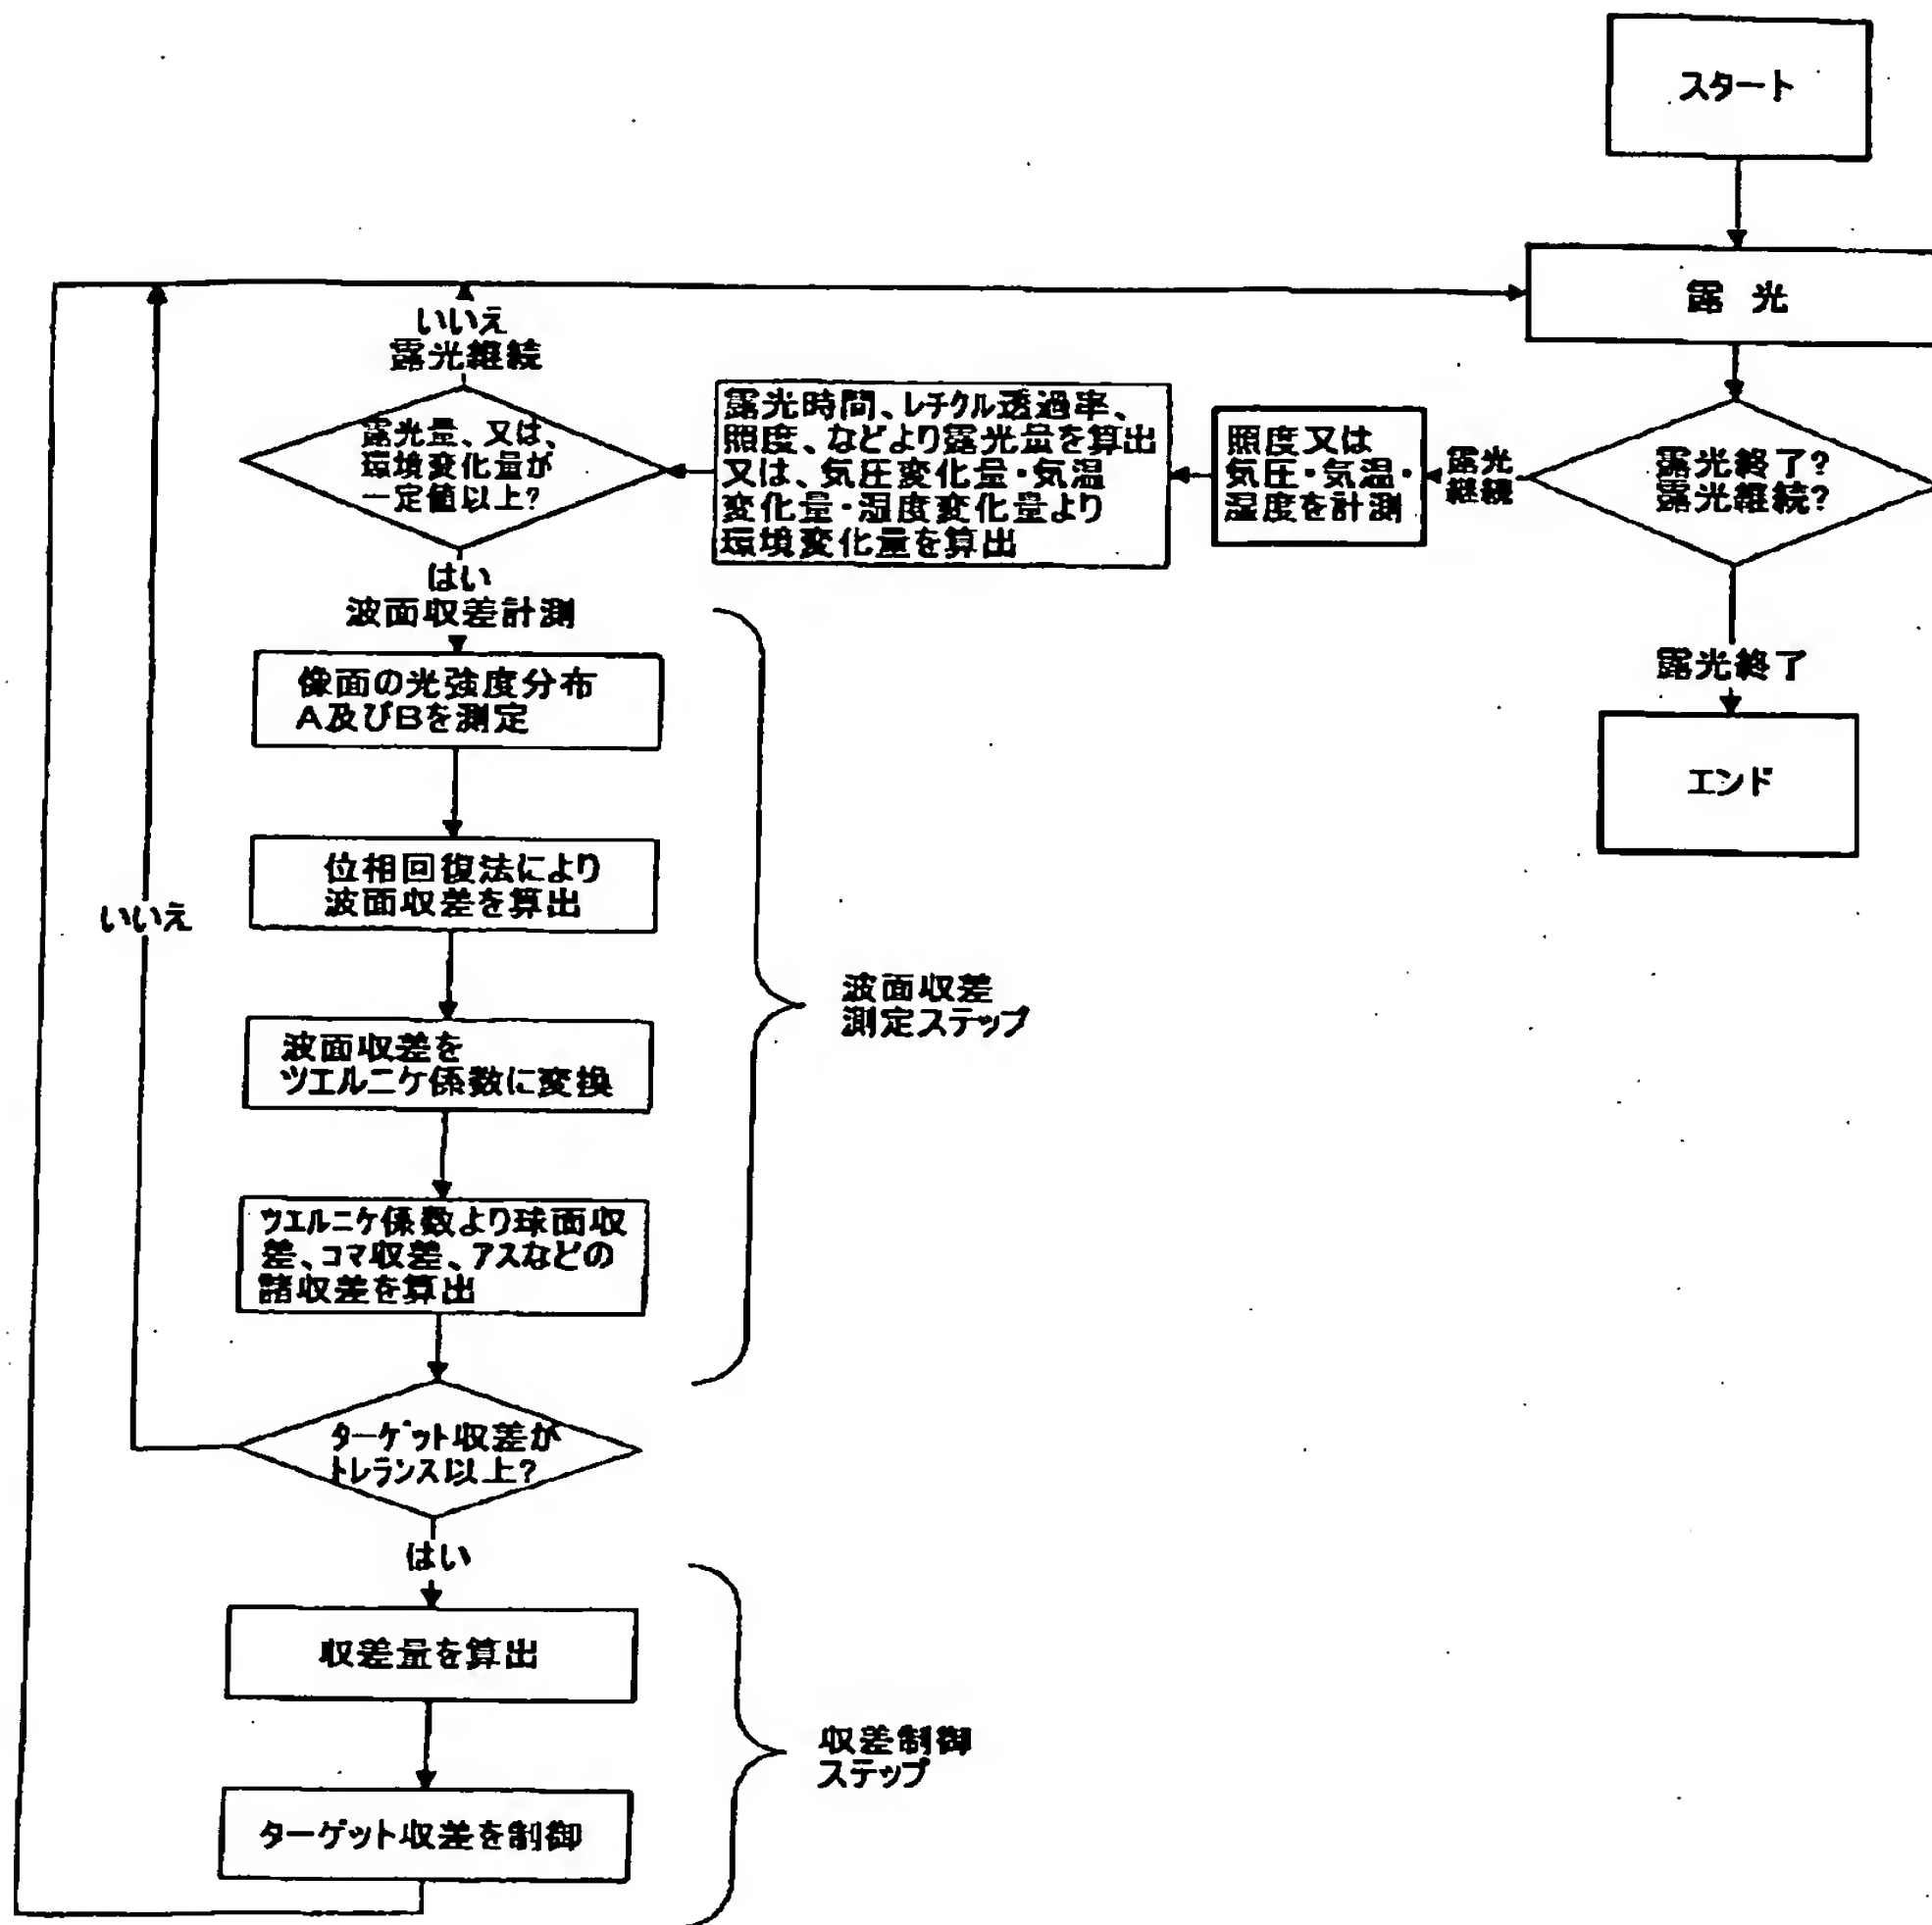 スタート
露 光
露光終了?
露光継続?
露光
継続
露光終了
エンド
照度又は
気圧・気温・
湿度を計測
露光時間、レチクル透過率、
照度、などより露光量を算出
又は、気圧変化量・気温
変化量・湿度変化量より
環境変化量を算出
いいえ
露光継続
露光量、又は、
環境変化量が
一定値以上?
はい
波面収差計測
像面の光強度分布
A及びBを測定
位相回復法により
波面収差を算出
波面収差を
ツエルニケ係数に変換
ツエルニケ係数より球面収
差、コマ収差、アスなどの
諸収差を算出
波面収差
測定ステップ
いいえ
ターゲット収差が
トレランス以上?
はい
収差量を算出
ターゲット収差を制御
収差制御
ステップ